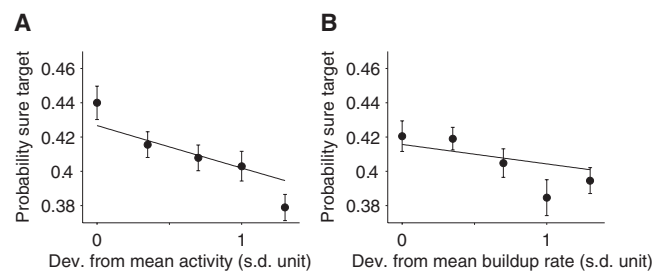 A
Probability sure target
0.46
0.44
0.42
0.4
0.38
0
1
Dev. from mean activity (s.d. unit)
B
Probability sure target
0.46
0.44
0.42
0.4
0.38
0
1
Dev. from mean buildup rate (s.d. unit)